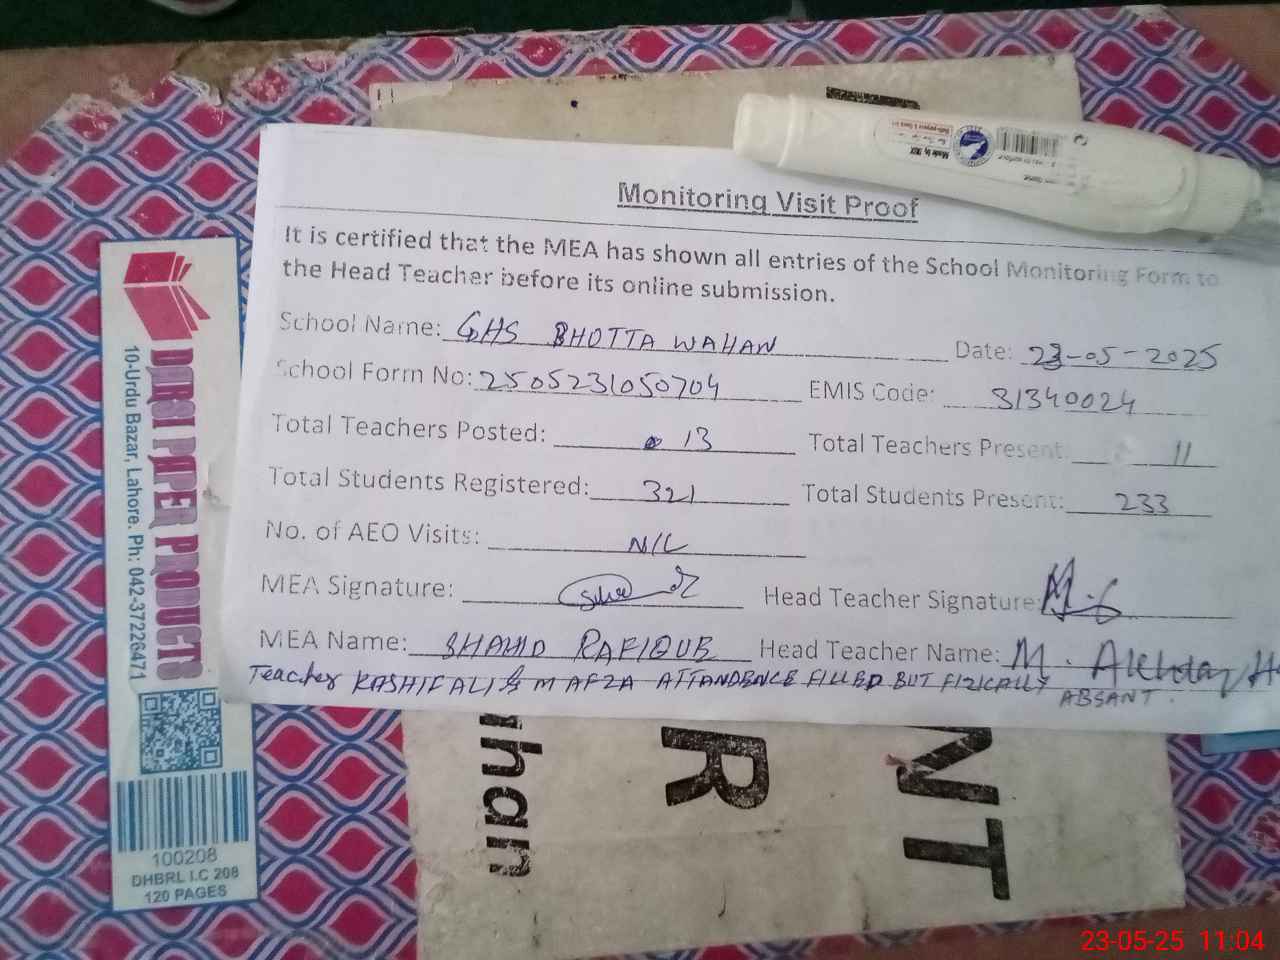 Monitoring Visit Proof
It is certified that the MEA has shown all entries of the School Monitoring Form to
the Head Teacher before its online submission.
School Name: GHS BHOTTA WAHAN Date: 23-05-2025
School Form No: 2505231050704 EMIS Code: 31340024
Total Teachers Posted: 13 Total Teachers Present: 11
Total Students Registered: 321 Total Students Present: 233
No. of AEO Visits: N/L
MEA Signature: Head Teacher Signature:
MEA Name: SHAHID RAFIQUE Head Teacher Name: M.
Teacher KASHIF ALI & M AFZA ATTANDENCE FILLED BUT FIZICALLY
ABSANT.
DARSI PAPER PRODUCTS
10-Urdu Bazar, Lahore. Ph: 042-37226471
100208
DHBRL I.C 208
120 PAGES
uhan
R
NT
23-05-25 11:04